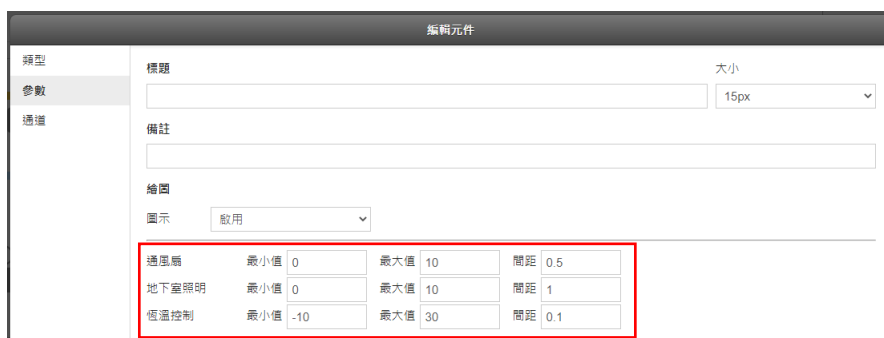 編輯元件
類型
參數
通道
標題 大小
15px
備註
繪圖
圖示 啟用
通風扇 最小值 0 最大值 10 間距 0.5
地下室照明 最小值 0 最大值 10 間距 1
恆溫控制 最小值 -10 最大值 30 間距 0.1